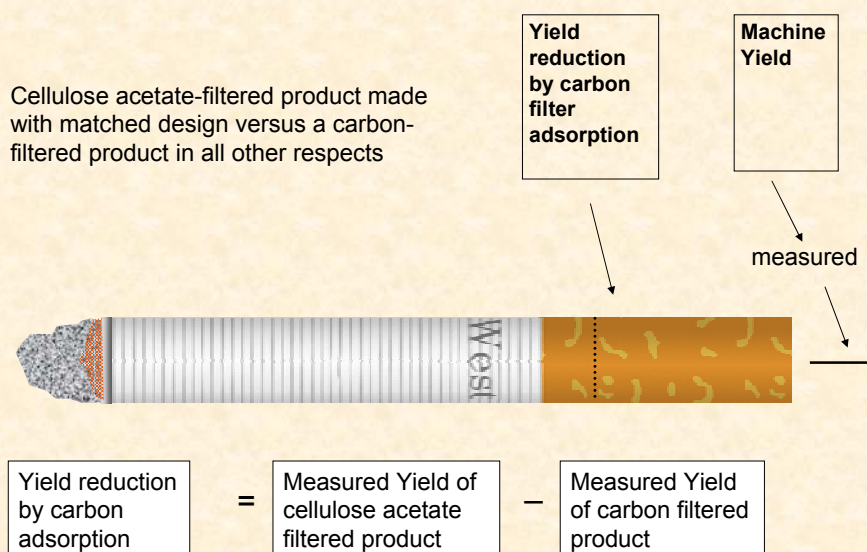 Cellulose acetate-filtered product made
with matched design versus a carbon-
filtered product in all other respects
Yield
reduction
by carbon
filter
adsorption
Machine
Yield
measured
West
Yield reduction
by carbon
adsorption
=
Measured Yield of
cellulose acetate
filtered product
–
Measured Yield
of carbon filtered
product